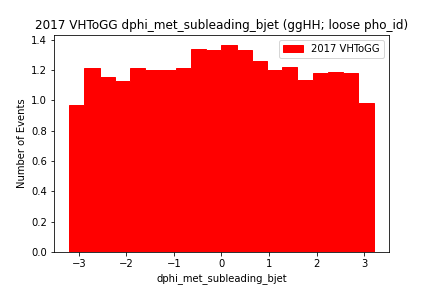 2017 VHToGG dphi_met_subleading_bjet (ggHH; loose pho_id)
2017 VHToGG
Number of Events
1.4
1.2
1.0
0.8
0.6
0.4
0.2
0.0
−3 −2 −1 0 1 2 3
dphi_met_subleading_bjet